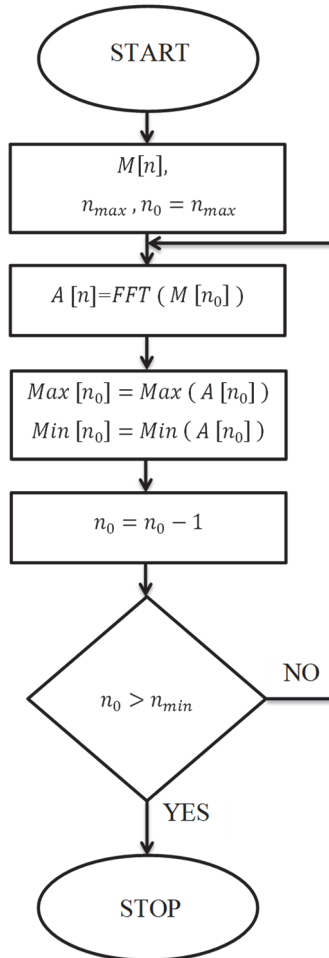 START
M[n],
n_max , n_0 = n_max
A [n]=FFT ( M [n_0] )
Max [n_0] = Max ( A [n_0] )
Min [n_0] = Min ( A [n_0] )
n_0 = n_0 − 1
n_0 > n_min
NO
YES
STOP